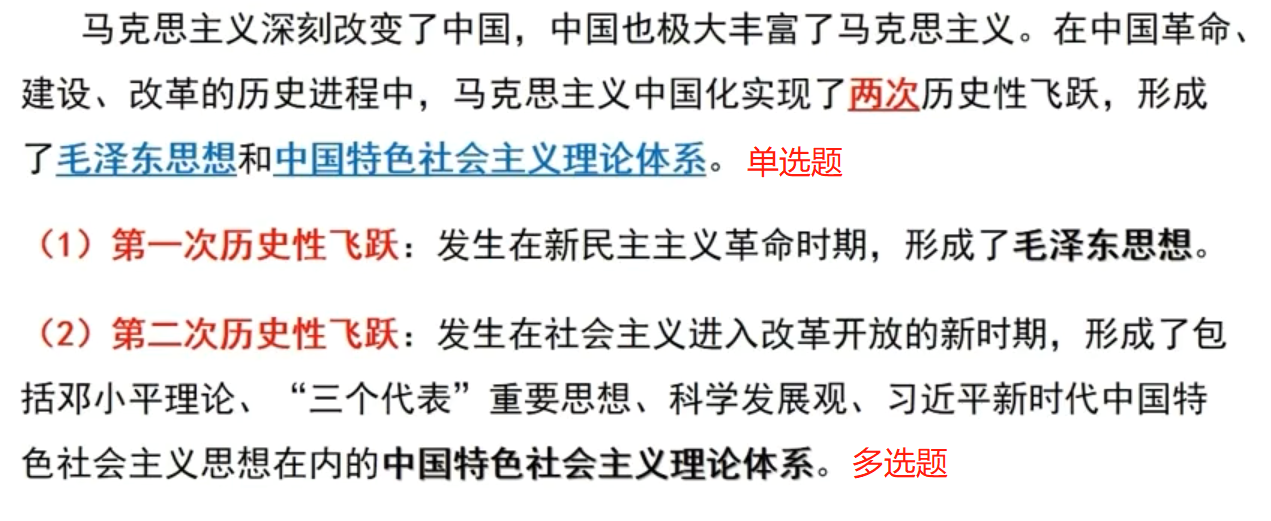 马克思主义深刻改变了中国，中国也极大丰富了马克思主义。在中国革命、
建设、改革的历史进程中，马克思主义中国化实现了两次历史性飞跃，形成
了毛泽东思想和中国特色社会主义理论体系。 单选题
（1）第一次历史性飞跃：发生在新民主主义革命时期，形成了毛泽东思想。
（2）第二次历史性飞跃：发生在社会主义进入改革开放的新时期，形成了包
括邓小平理论、“三个代表”重要思想、科学发展观、习近平新时代中国特
色社会主义思想在内的中国特色社会主义理论体系。 多选题